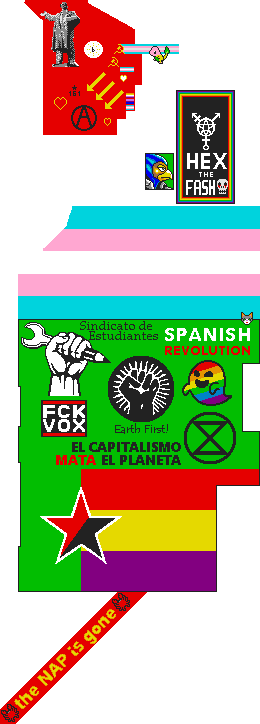 HEX
THE
FASH
Sindicato de
Estudiantes
SPANISH
REVOLUTION
FCK
VOX
Earth First!
EL CAPITALISMO
MATA EL PLANETA
the NAP is gone